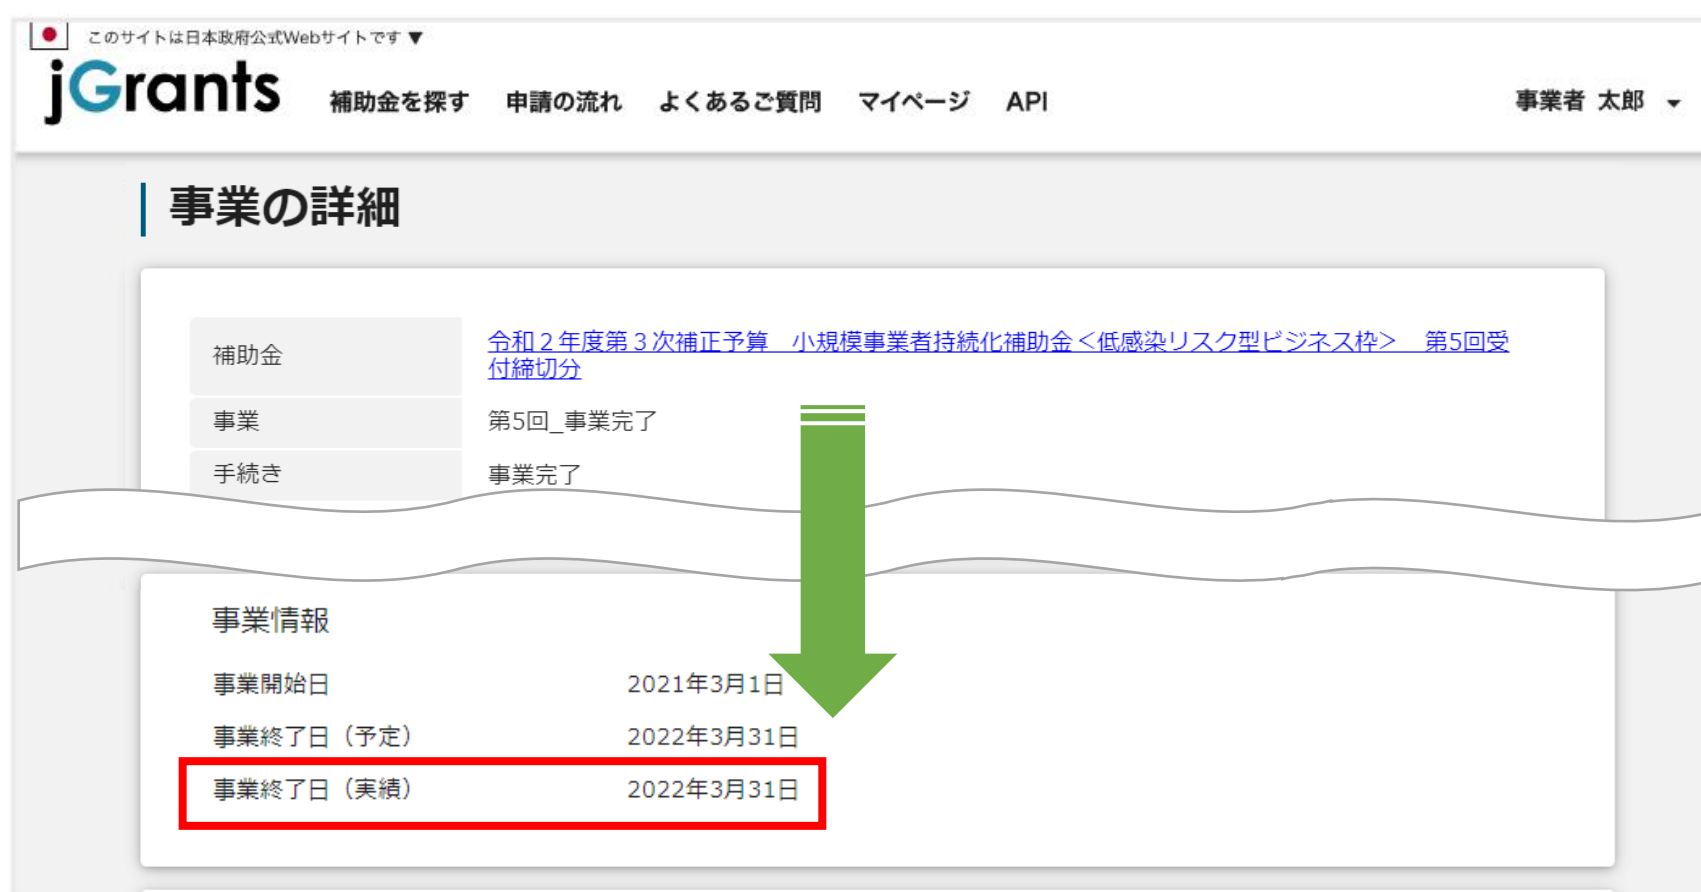 このサイトは日本政府公式Webサイトです ▼
jGrants 補助金を探す 申請の流れ よくあるご質問 マイページ API 事業者 太郎
事業の詳細
補助金 令和２年度第３次補正予算　小規模事業者持続化補助金＜低感染リスク型ビジネス枠＞　第5回受
付締切分
事業 第5回_事業完了
手続き 事業完了
事業情報
事業開始日 2021年3月1日
事業終了日（予定） 2022年3月31日
事業終了日（実績） 2022年3月31日